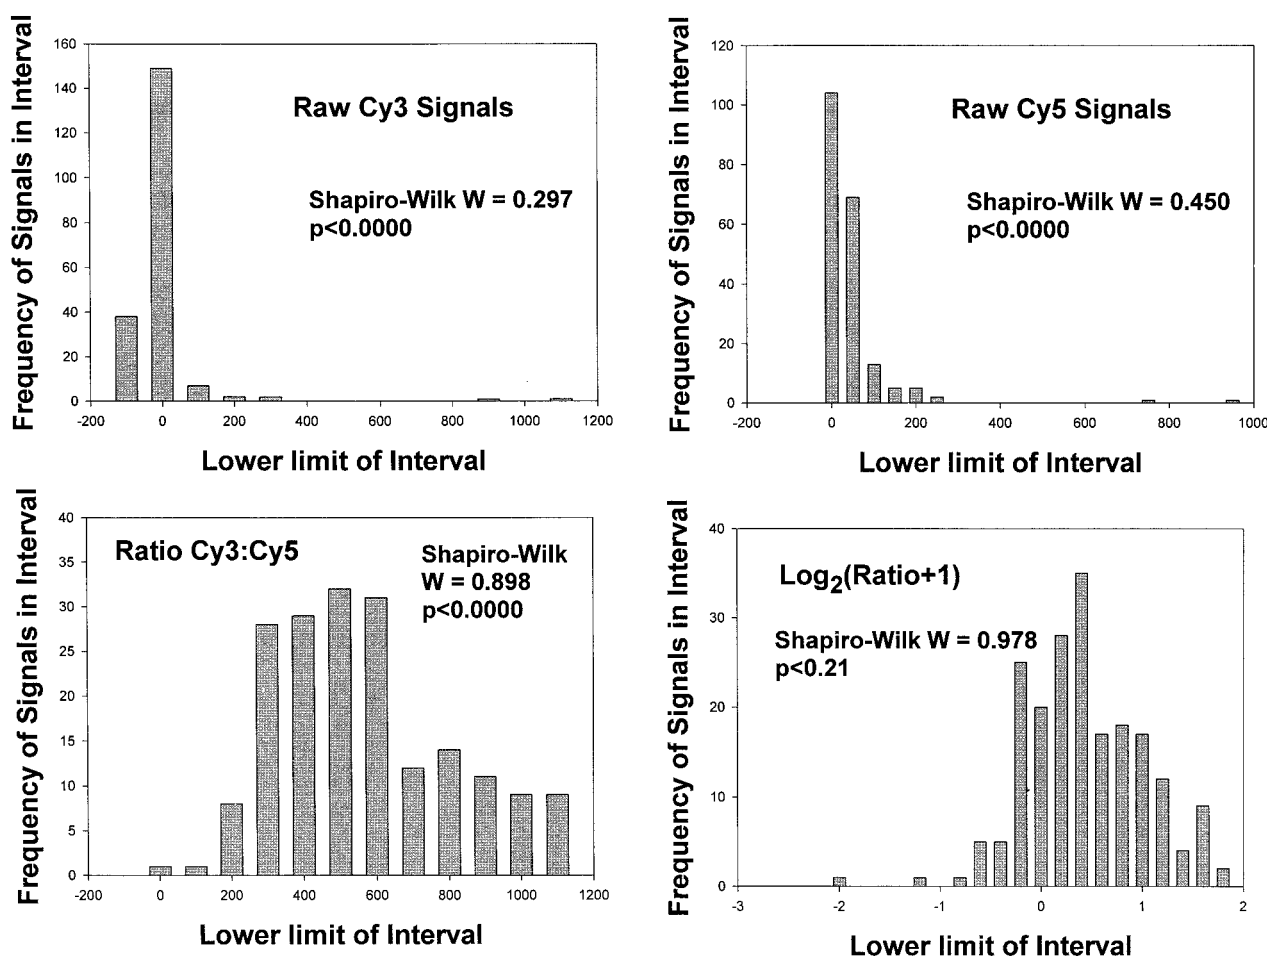 Frequency of Signals in Interval
160
140
120
100
80
60
40
20
0
Raw Cy3 Signals
Shapiro-Wilk W = 0.297
p<0.0000
-200 0 200 400 600 800 1000 1200
Lower limit of Interval
Frequency of Signals in Interval
120
100
80
60
40
20
0
Raw Cy5 Signals
Shapiro-Wilk W = 0.450
p<0.0000
-200 0 200 400 600 800 1000
Lower limit of Interval
Frequency of Signals in Interval
40
35
30
25
20
15
10
5
0
Ratio Cy3:Cy5
Shapiro-Wilk
W = 0.898
p<0.0000
-200 0 200 400 600 800 1000 1200
Lower limit of Interval
Frequency of Signals in Interval
40
30
20
10
0
Log₂(Ratio+1)
Shapiro-Wilk W = 0.978
p<0.21
-3 -2 -1 0 1 2
Lower limit of Interval